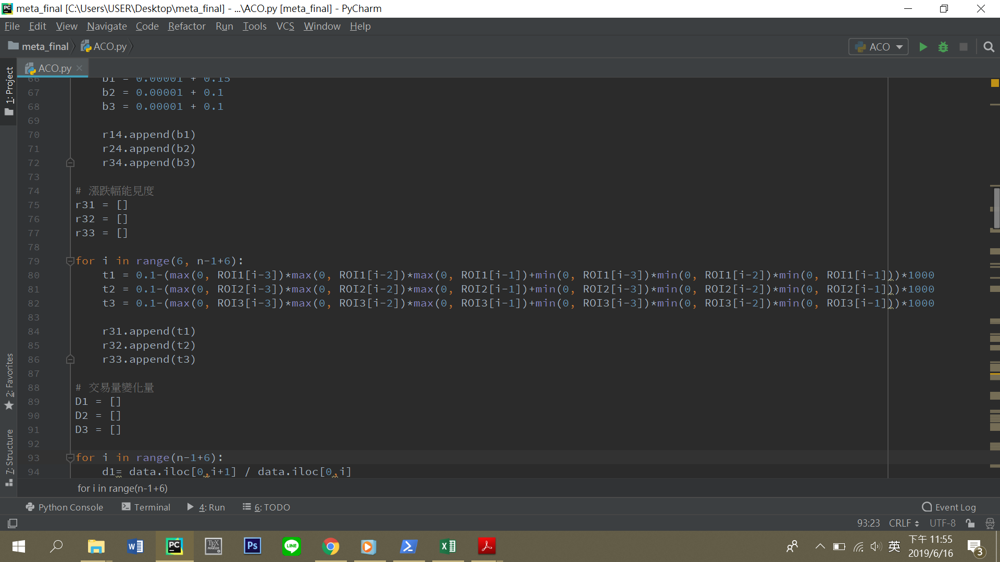 meta_final [C:\Users\USER\Desktop\meta_final] - ...\ACO.py [meta_final] - PyCharm
File Edit View Navigate Code Refactor Run Tools VCS Window Help
meta_final ACO.py ACO
ACO.py
1: Project
2: Favorites
7: Structure
66 b1 = 0.00001 + 0.15
67 b2 = 0.00001 + 0.1
68 b3 = 0.00001 + 0.1
69
70 r14.append(b1)
71 r24.append(b2)
72 r34.append(b3)
73
74 # 漲跌幅能見度
75 r31 = []
76 r32 = []
77 r33 = []
78
79 for i in range(6, n-1+6):
80 t1 = 0.1-(max(0, ROI1[i-3])*max(0, ROI1[i-2])*max(0, ROI1[i-1])+min(0, ROI1[i-3])*min(0, ROI1[i-2])*min(0, ROI1[i-1]))*1000
81 t2 = 0.1-(max(0, ROI2[i-3])*max(0, ROI2[i-2])*max(0, ROI2[i-1])+min(0, ROI2[i-3])*min(0, ROI2[i-2])*min(0, ROI2[i-1]))*1000
82 t3 = 0.1-(max(0, ROI3[i-3])*max(0, ROI3[i-2])*max(0, ROI3[i-1])+min(0, ROI3[i-3])*min(0, ROI3[i-2])*min(0, ROI3[i-1]))*1000
83
84 r31.append(t1)
85 r32.append(t2)
86 r33.append(t3)
87
88 # 交易量變化量
89 D1 = []
90 D2 = []
91 D3 = []
92
93 for i in range(n-1+6):
94 d1= data.iloc[0,i+1] / data.iloc[0,i]
for i in range(n-1+6)
Python Console Terminal 4: Run 6: TODO Event Log
93:23 CRLF UTF-8
W PC TEX MAKER Ps LINE X 英 下午 11:55
2019/6/16 3